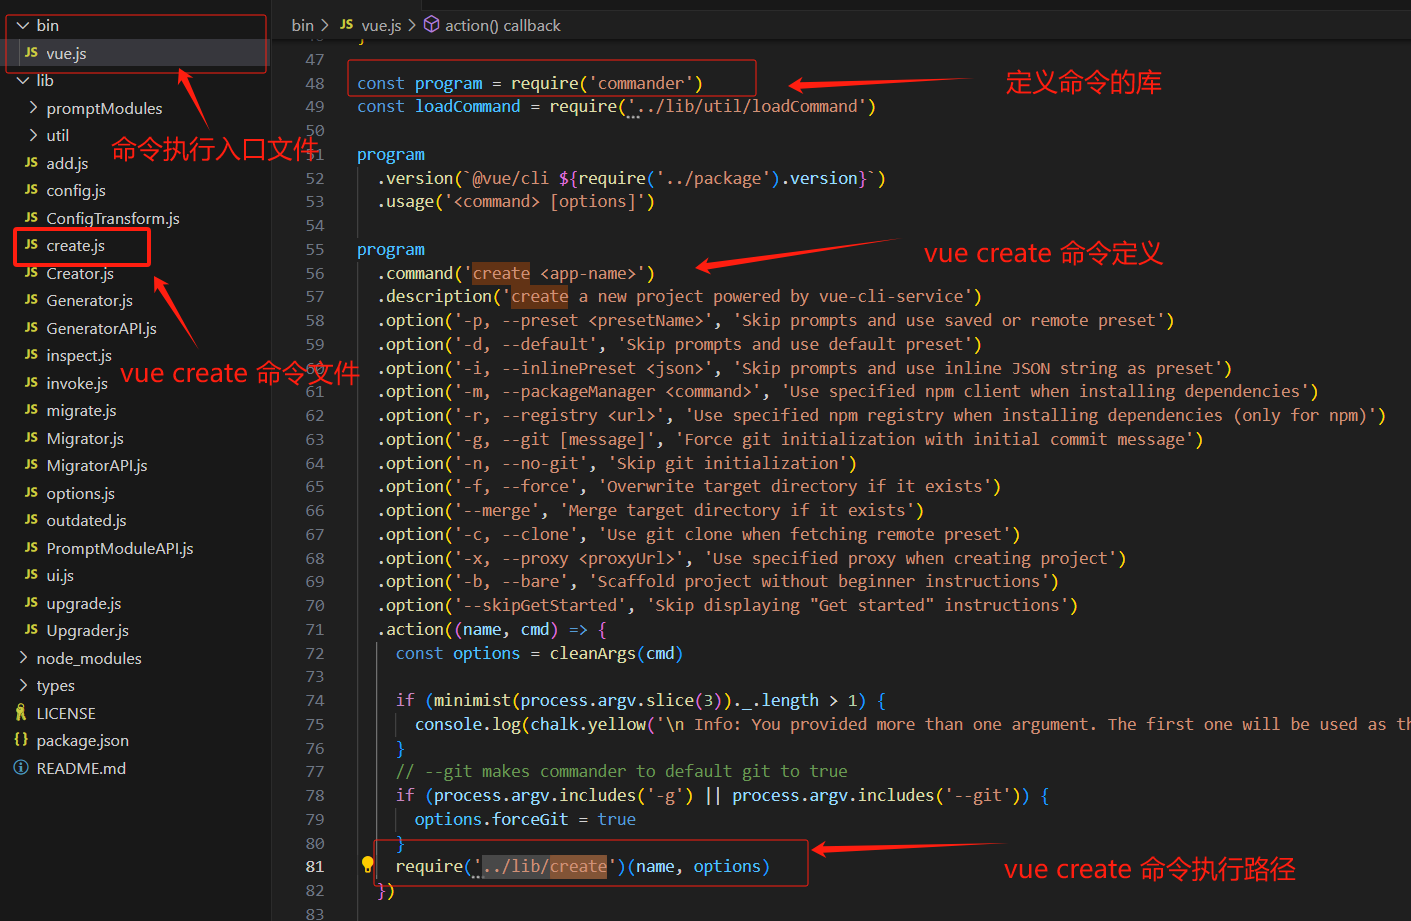 bin
vue.js
lib
promptModules
util
命令执行入口文件
JS add.js
JS config.js
JS ConfigTransform.js
JS create.js
JS Creator.js
JS Generator.js
JS GeneratorAPI.js
JS inspect.js
vue create 命令文件
JS invoke.js
JS migrate.js
JS Migrator.js
JS MigratorAPI.js
JS options.js
JS outdated.js
JS PromptModuleAPI.js
JS ui.js
JS upgrade.js
JS Upgrader.js
node_modules
types
LICENSE
{} package.json
README.md
bin > JS vue.js > action() callback
47
48 const program = require('commander')
定义命令的库
49 const loadCommand = require('../lib/util/loadCommand')
50
51 program
52 .version(`@vue/cli ${require('../package').version}`)
53 .usage('<command> [options]')
54
55 program
vue create 命令定义
56 .command('create <app-name>')
57 .description('create a new project powered by vue-cli-service')
58 .option('-p, --preset <presetName>', 'Skip prompts and use saved or remote preset')
59 .option('-d, --default', 'Skip prompts and use default preset')
60 .option('-i, --inlinePreset <json>', 'Skip prompts and use inline JSON string as preset')
61 .option('-m, --packageManager <command>', 'Use specified npm client when installing dependencies')
62 .option('-r, --registry <url>', 'Use specified npm registry when installing dependencies (only for npm)')
63 .option('-g, --git [message]', 'Force git initialization with initial commit message')
64 .option('-n, --no-git', 'Skip git initialization')
65 .option('-f, --force', 'Overwrite target directory if it exists')
66 .option('--merge', 'Merge target directory if it exists')
67 .option('-c, --clone', 'Use git clone when fetching remote preset')
68 .option('-x, --proxy <proxyUrl>', 'Use specified proxy when creating project')
69 .option('-b, --bare', 'Scaffold project without beginner instructions')
70 .option('--skipGetStarted', 'Skip displaying "Get started" instructions')
71 .action((name, cmd) => {
72 const options = cleanArgs(cmd)
73
74 if (minimist(process.argv.slice(3))._.length > 1) {
75 console.log(chalk.yellow('\n Info: You provided more than one argument. The first one will be used as
76 }
77 // --git makes commander to default git to true
78 if (process.argv.includes('-g') || process.argv.includes('--git')) {
79 options.forceGit = true
80 }
81 require('../lib/create')(name, options)
vue create 命令执行路径
82 })
83